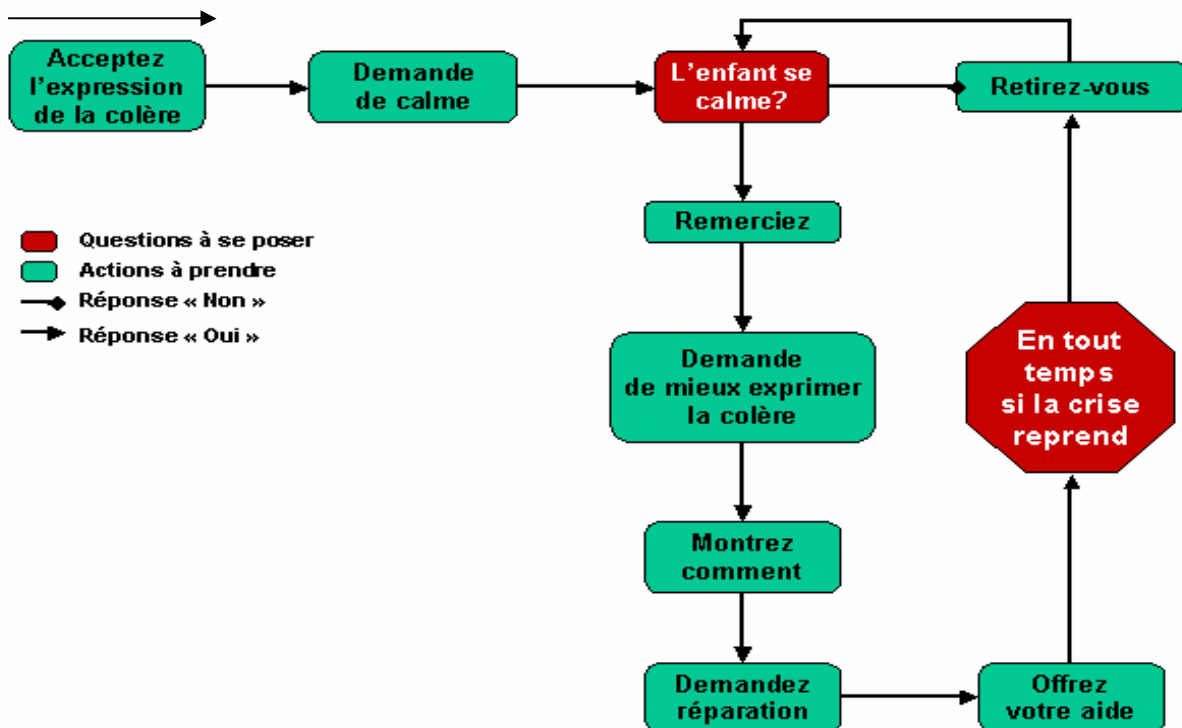 Acceptez
l'expression
de la colère
Demande
de calme
L'enfant se
calme?
Retirez-vous
Remerciez
Questions à se poser
Actions à prendre
Réponse « Non »
Réponse « Oui »
Demande
de mieux exprimer
la colère
En tout
temps
si la crise
reprend
Montrez
comment
Demandez
réparation
Offrez
votre aide